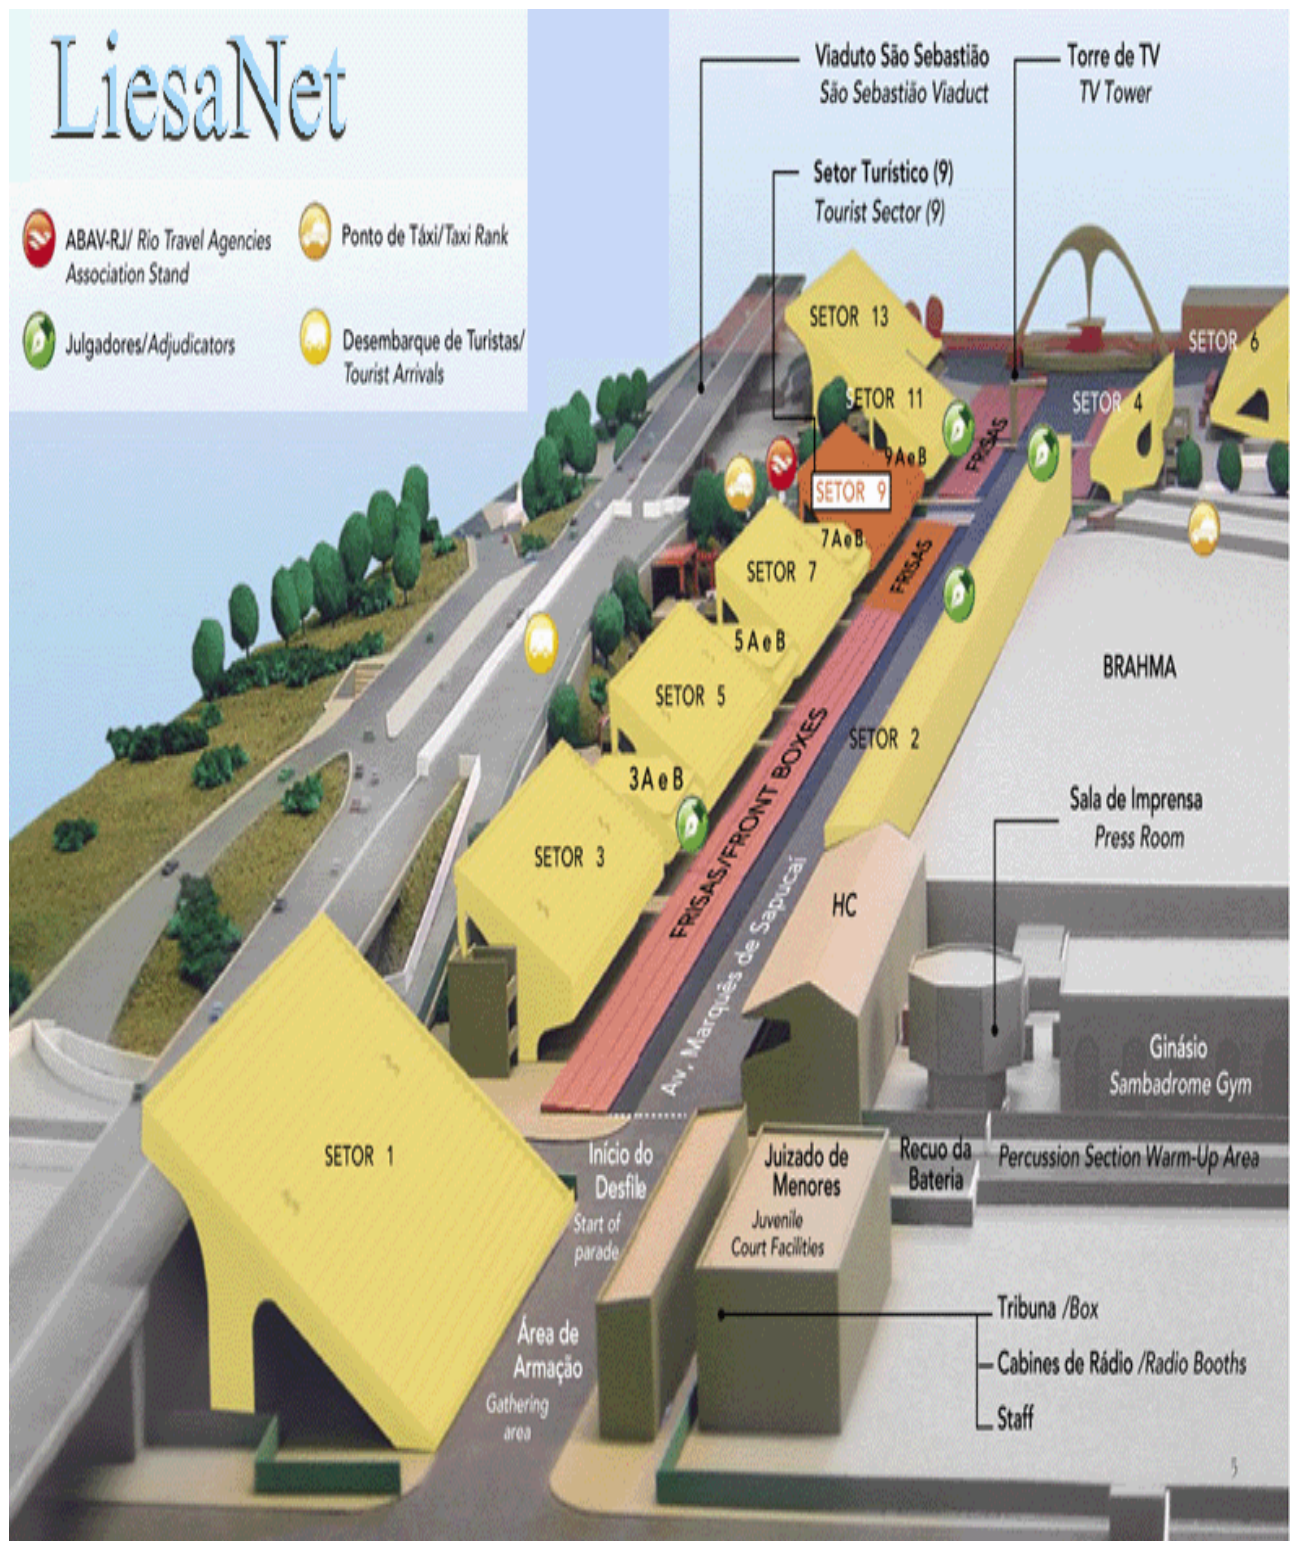 LiesaNet
ABAV-RJ/ Rio Travel Agencies
Association Stand
Ponto de Táxi/Taxi Rank
Julgadores/Adjudicators
Desembarque de Turistas/
Tourist Arrivals
Viaduto São Sebastião
São Sebastião Viaduct
Torre de TV
TV Tower
Setor Turístico (9)
Tourist Sector (9)
SETOR 13
SETOR 6
SETOR 11
SETOR 4
FRISAS
9A e B
SETOR 9
7A e B
FRISAS
SETOR 7
5 A e B
BRAHMA
SETOR 5
SETOR 2
3 A e B
FRISAS/FRONT BOXES
Sala de Imprensa
Press Room
SETOR 3
HC
Av, Marquês de Sapucaí
Ginásio
Sambadrome Gym
SETOR 1
Início do
Desfile
Start of
parade
Juizado de
Menores
Juvenile
Court Facilities
Recuo da
Bateria
Percussion Section Warm-Up Area
Área de
Armação
Gathering
area
Tribuna /Box
Cabines de Rádio /Radio Booths
Staff
5